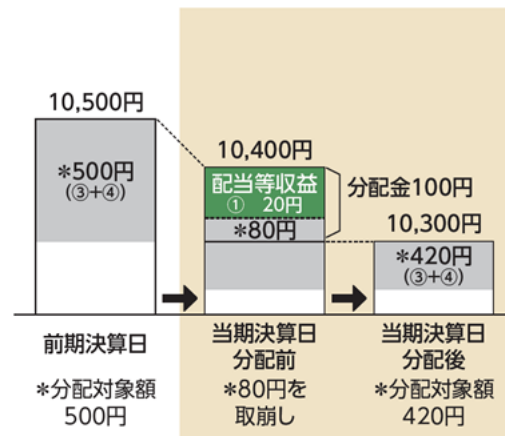 10,500円
*500円
(③+④)
10,400円
配当等収益
① 20円
*80円
分配金100円
10,300円
*420円
(③+④)
前期決算日
当期決算日
分配前
当期決算日
分配後
*分配対象額
500円
*80円を
取崩し
*分配対象額
420円